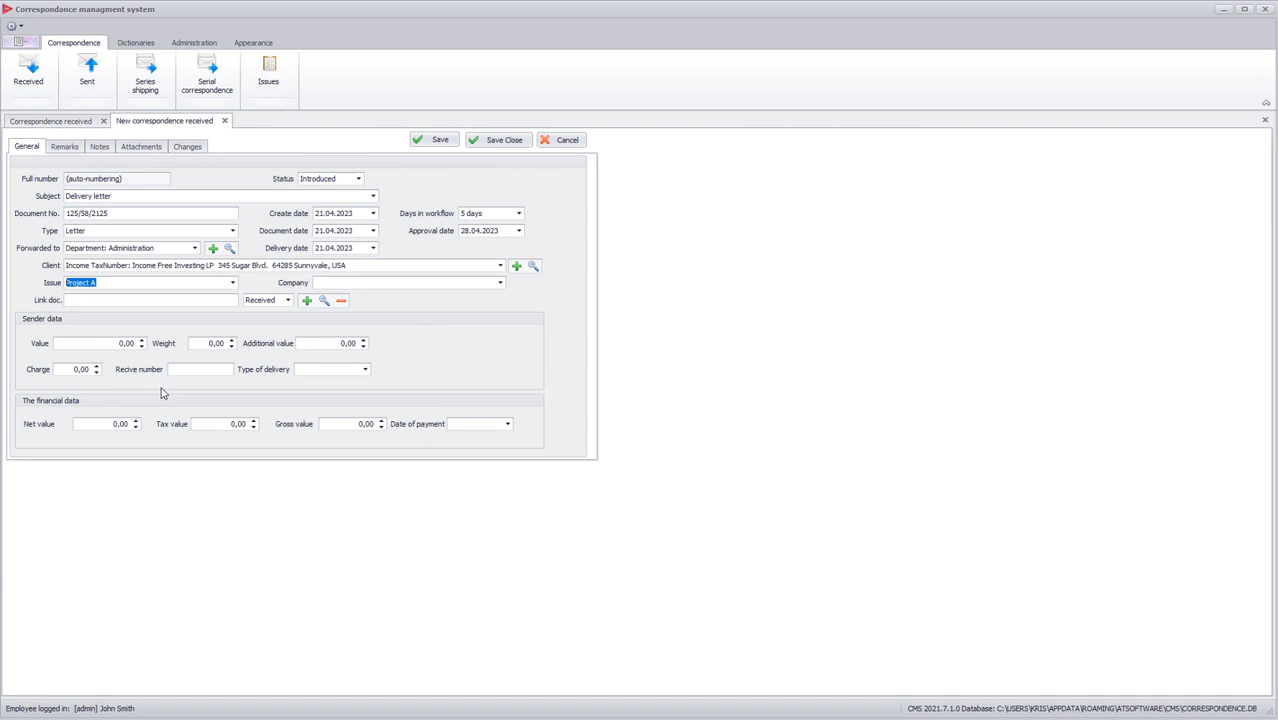 Correspondance managment system
Correspondence Dictionaries Administration Appearance
Received Sent Series shipping Serial correspondence Issues
Correspondence received New correspondence received
Save Save Close Cancel
General Remarks Notes Attachments Changes
Full number (auto-numbering) Status Introduced
Subject Delivery letter
Document No. 125/58/2125 Create date 21.04.2023 Days in workflow 5 days
Type Letter Document date 21.04.2023 Approval date 28.04.2023
Forwarded to Department: Administration Delivery date 21.04.2023
Client Income TaxNumber: Income Free Investing LP 345 Sugar Blvd. 64285 Sunnyvale, USA
Issue Project A Company
Link doc. Received
Sender data
Value 0,00 Weight 0,00 Additional value 0,00
Charge 0,00 Recive number Type of delivery
The financial data
Net value 0,00 Tax value 0,00 Gross value 0,00 Date of payment
Employee logged in: [admin] John Smith CMS 2021.7.1.0 Database: C:\USERS\KRIS\APPDATA\ROAMING\ATSOFTWARE\CMS\CORRESPONDENCE.DB